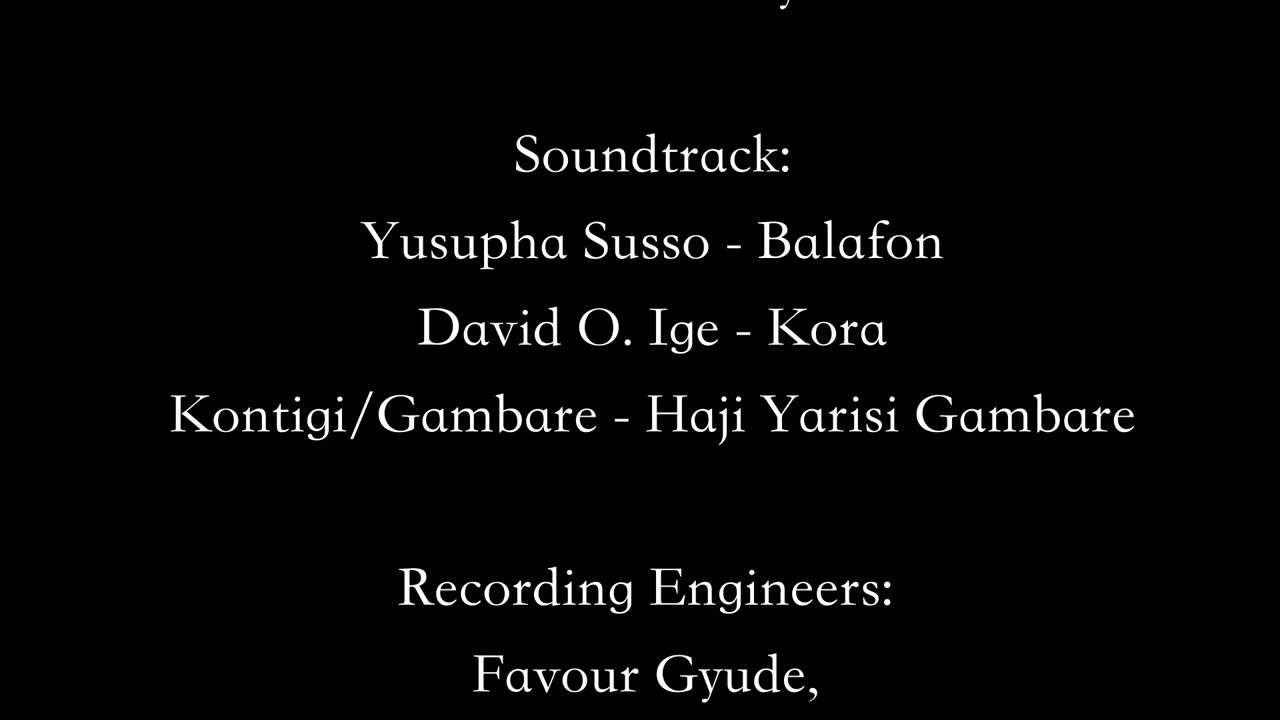 Soundtrack:
Yusupha Susso - Balafon
David O. Ige - Kora
Kontigi/Gambare - Haji Yarisi Gambare
Recording Engineers:
Favour Gyude,